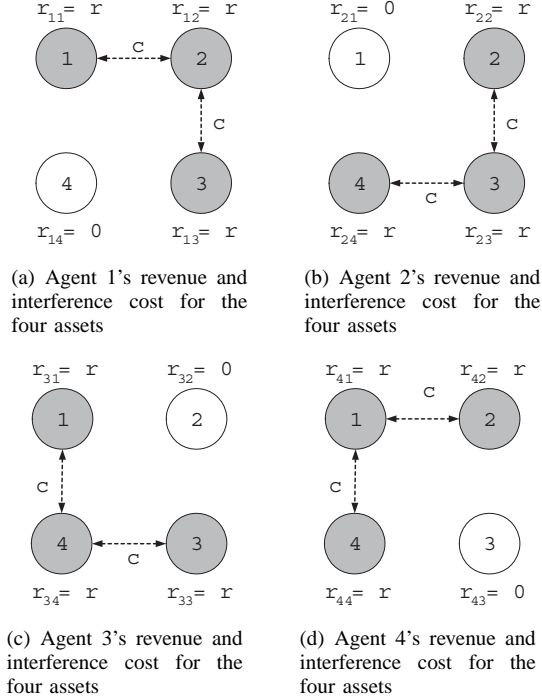 r₁₁= r r₁₂= r
1 C 2
C
4 3
r₁₄= 0 r₁₃= r
(a) Agent 1's revenue and
interference cost for the
four assets
r₂₁= 0 r₂₂= r
1 2
C
4 C 3
r₂₄= r r₂₃= r
(b) Agent 2's revenue and
interference cost for the
four assets
r₃₁= r r₃₂= 0
1 2
C
4 C 3
r₃₄= r r₃₃= r
(c) Agent 3's revenue and
interference cost for the
four assets
r₄₁= r r₄₂= r
1 C 2
C
4 3
r₄₄= r r₄₃= 0
(d) Agent 4's revenue and
interference cost for the
four assets